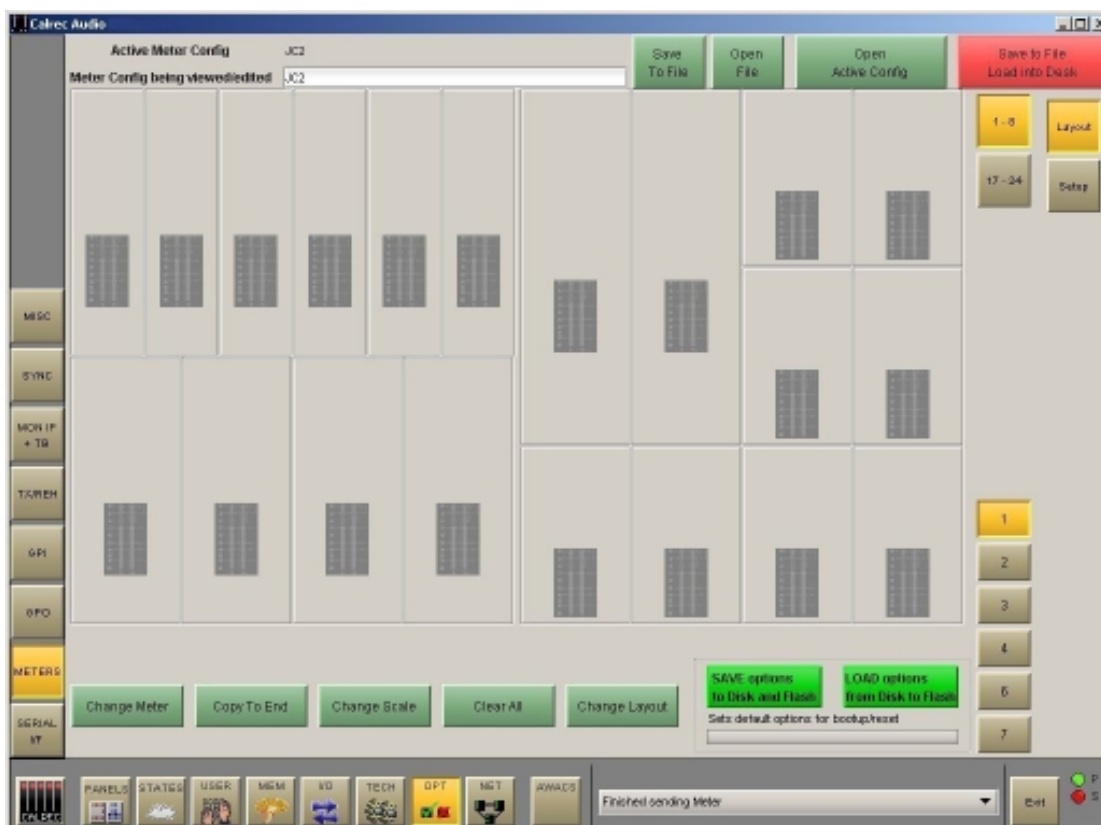 Calrec Audio
Active Meter Config
JC2
Meter Config being viewed/edited
JC2
Save
To File
Open
File
Open
Active Config
Save to File
Load into Desk
1 - 8
Layout
17 - 24
Setup
MISC
SYNC
MON IP
+ TB
TX/REH
GPI
GPO
METERS
SERIAL
I/F
1
2
3
4
6
7
Change Meter
Copy To End
Change Scale
Clear All
Change Layout
SAVE options
to Disk and Flash
LOAD options
from Disk to Flash
Sets default options for bootup/reset
CALREC
PANELS
STATES
USER
MEM
I/O
TECH
OPT
NET
AWACS
Finished sending Meter
Exit
P
S